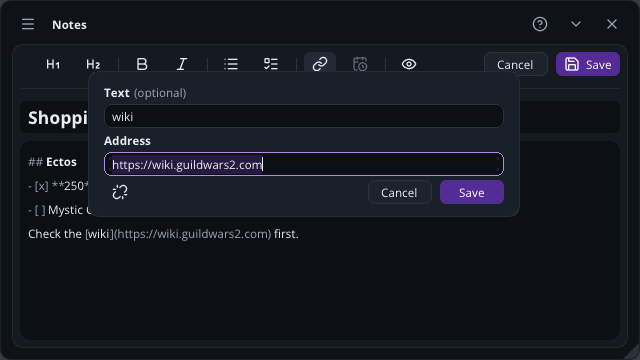 Notes
H1 H2 B I Cancel Save
Text (optional)
Shoppi
wiki
Address
https://wiki.guildwars2.com
## Ectos
- [x] **250*
Cancel Save
- [ ] Mystic
Check the [wiki](https://wiki.guildwars2.com) first.